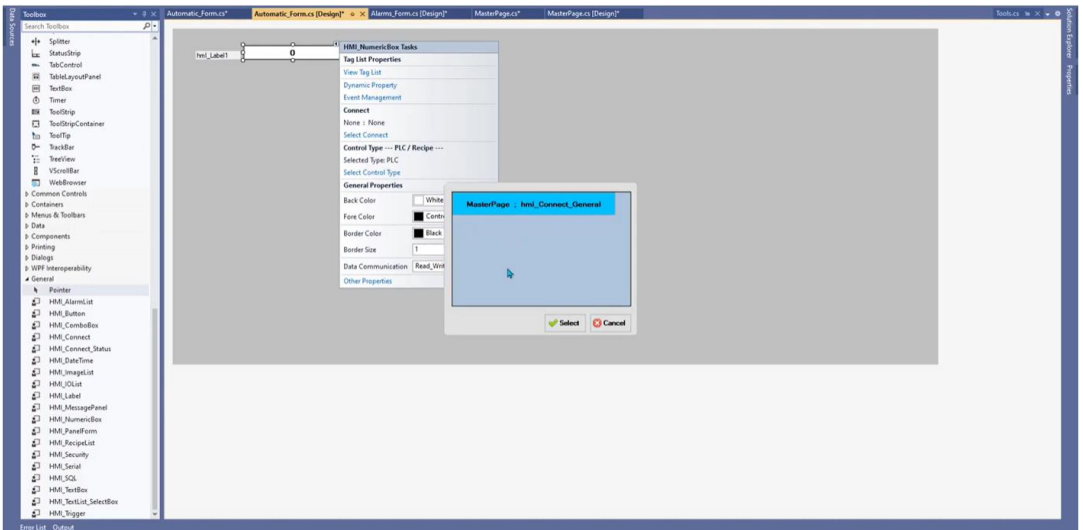 Data Sources
Toolbox
Search Toolbox
Splitter
StatusStrip
TabControl
TableLayoutPanel
TextBox
Timer
ToolStrip
ToolStripContainer
ToolTip
TrackBar
TreeView
VScrollBar
WebBrowser
Common Controls
Containers
Menus & Toolbars
Data
Components
Printing
Dialogs
WPF Interoperability
General
Pointer
HMI_AlarmList
HMI_Button
HMI_ComboBox
HMI_Connect
HMI_Connect_Status
HMI_DateTime
HMI_ImageList
HMI_IOList
HMI_Label
HMI_MessagePanel
HMI_NumericBox
HMI_PanelForm
HMI_RecipeList
HMI_Security
HMI_Serial
HMI_SQL
HMI_TextBox
HMI_TextList_SelectBox
HMI_Trigger
Error List Output
Automatic_Form.cs* Automatic_Form.cs [Design]* Alarms_Form.cs [Design]* MasterPage.cs* MasterPage.cs [Design]* Tools.cs
hmI_Label1
0
HMI_NumericBox Tasks
Tag List Properties
View Tag List
Dynamic Property
Event Management
Connect
None : None
Select Connect
Control Type --- PLC / Recipe ---
Selected Type: PLC
Select Control Type
General Properties
Back Color White
Fore Color Contr
Border Color Black
Border Size 1
Data Communication Read_Writ
Other Properties
MasterPage ; hmI_Connect_General
Select Cancel
Solution Explorer
Properties